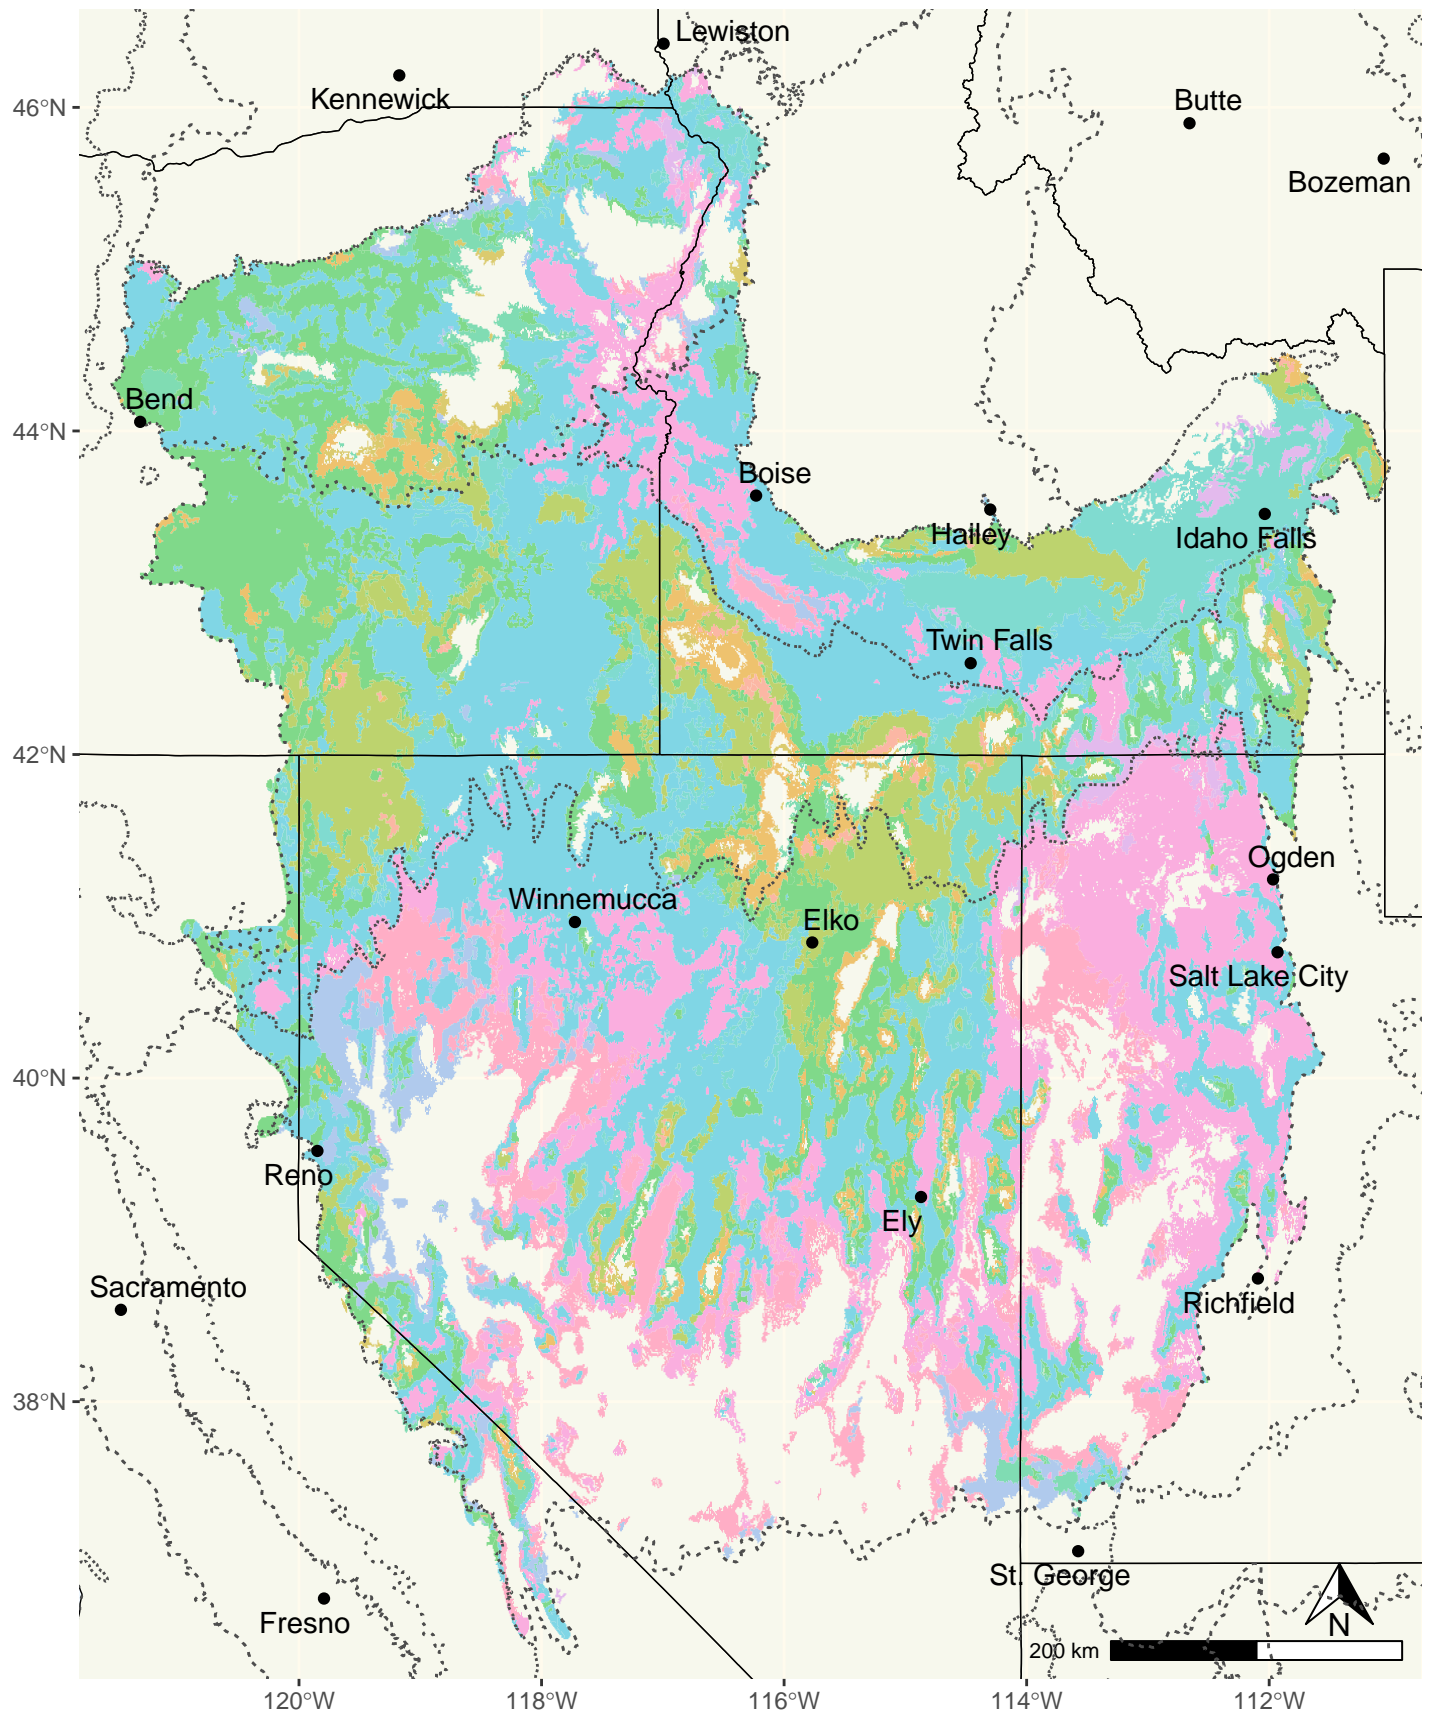 Lewiston
Kennewick
46°N
Butte
Bozeman
Bend
44°N
Boise
Hailey
Idaho Falls
Twin Falls
42°N
Ogden
Winnemucca
Elko
Salt Lake City
40°N
Reno
Ely
Sacramento
Richfield
38°N
St. George
Fresno
N
200 km
120°W
118°W
116°W
114°W
112°W